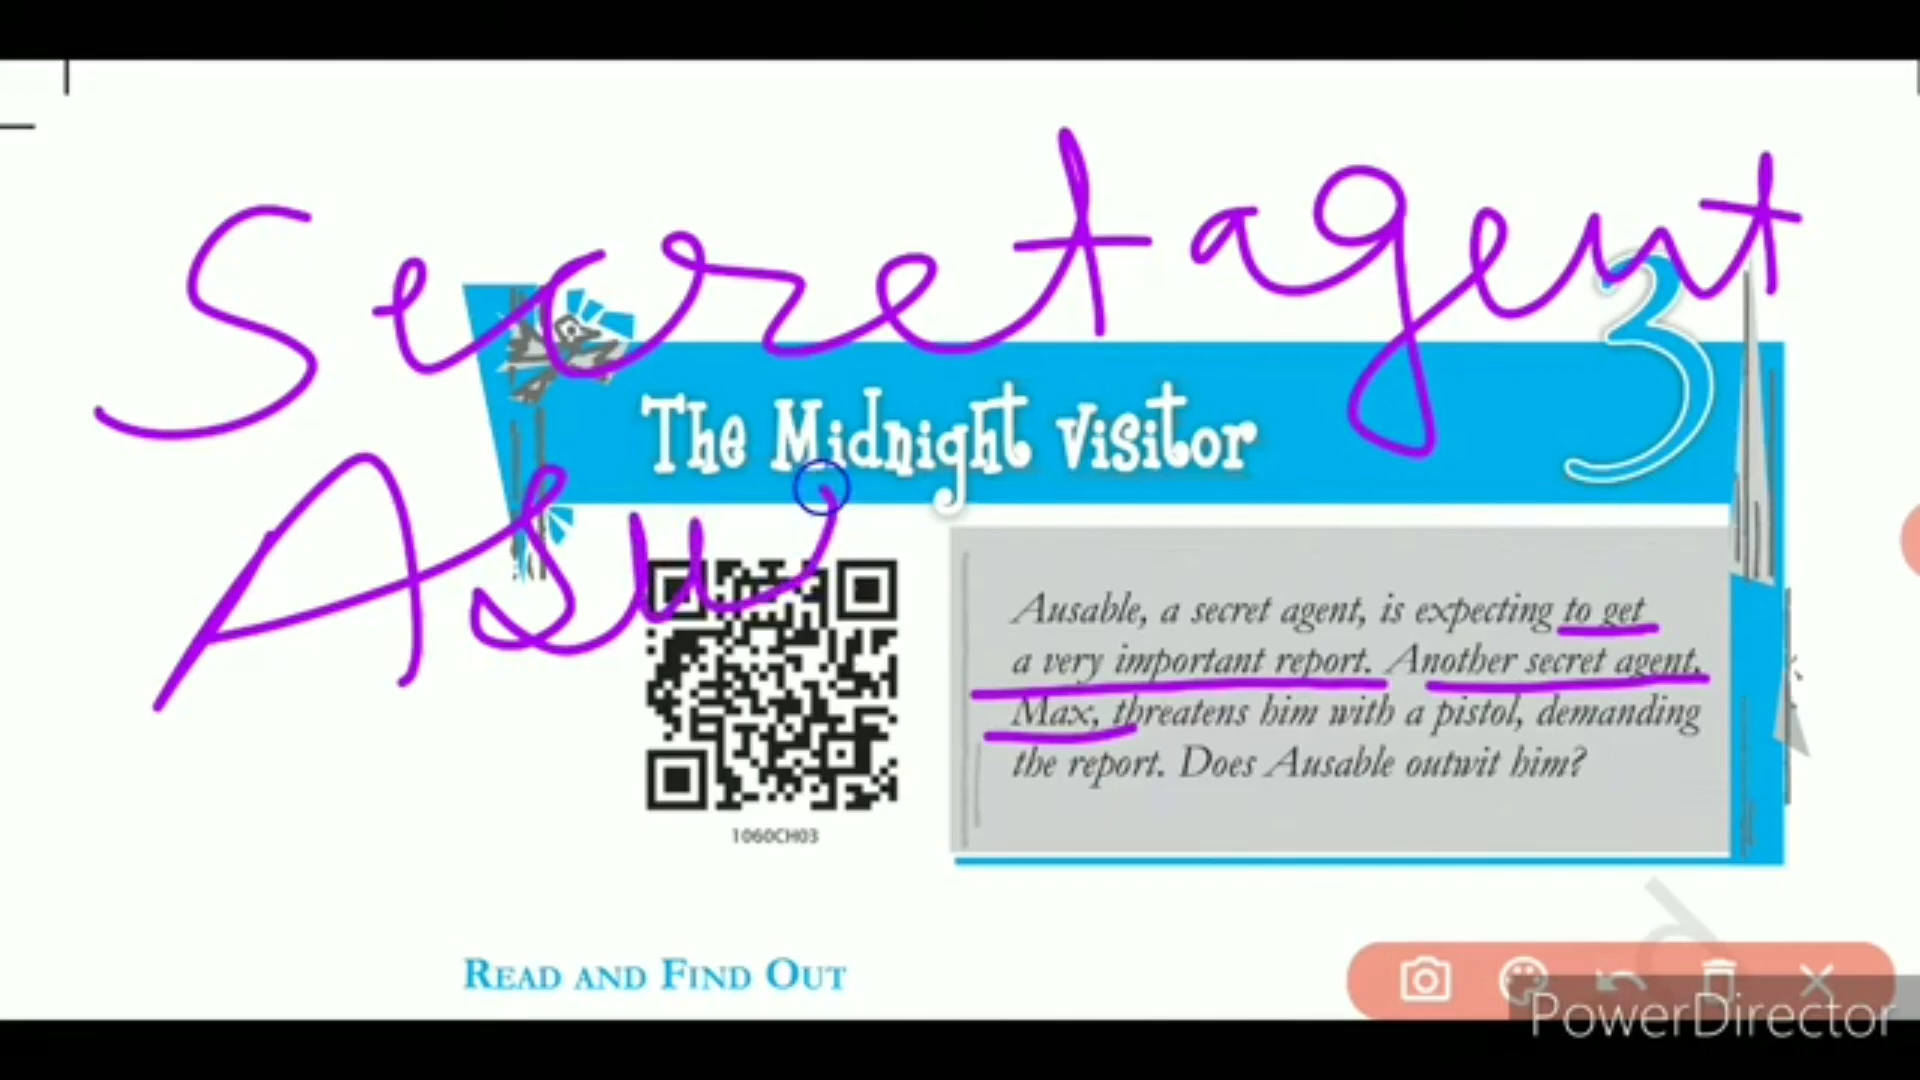 Secret agent
3
The Midnight Visitor
Asu
Ausable, a secret agent, is expecting to get
a very important report. Another secret agent,
Max, threatens him with a pistol, demanding
the report. Does Ausable outwit him?
1060CH03
READ AND FIND OUT
PowerDirector